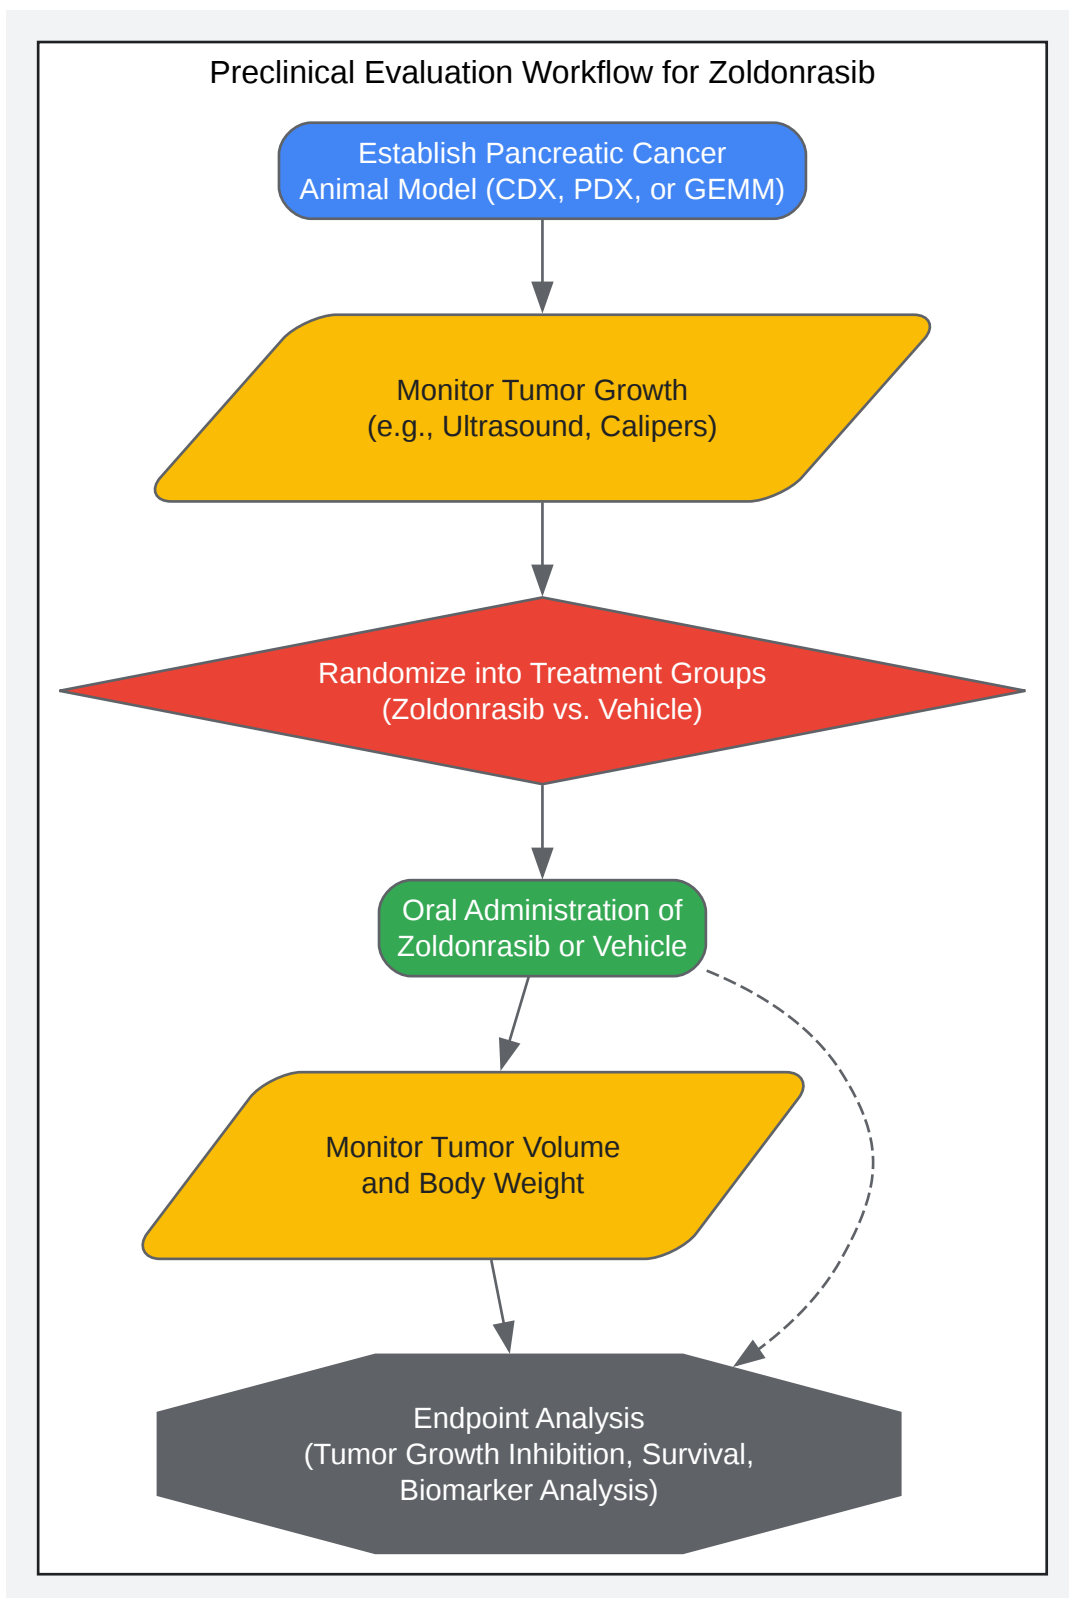 Preclinical Evaluation Workflow for Zoldonrasib
Establish Pancreatic Cancer
Animal Model (CDX, PDX, or GEMM)
Monitor Tumor Growth
(e.g., Ultrasound, Calipers)
Randomize into Treatment Groups
(Zoldonrasib vs. Vehicle)
Oral Administration of
Zoldonrasib or Vehicle
Monitor Tumor Volume
and Body Weight
Endpoint Analysis
(Tumor Growth Inhibition, Survival,
Biomarker Analysis)